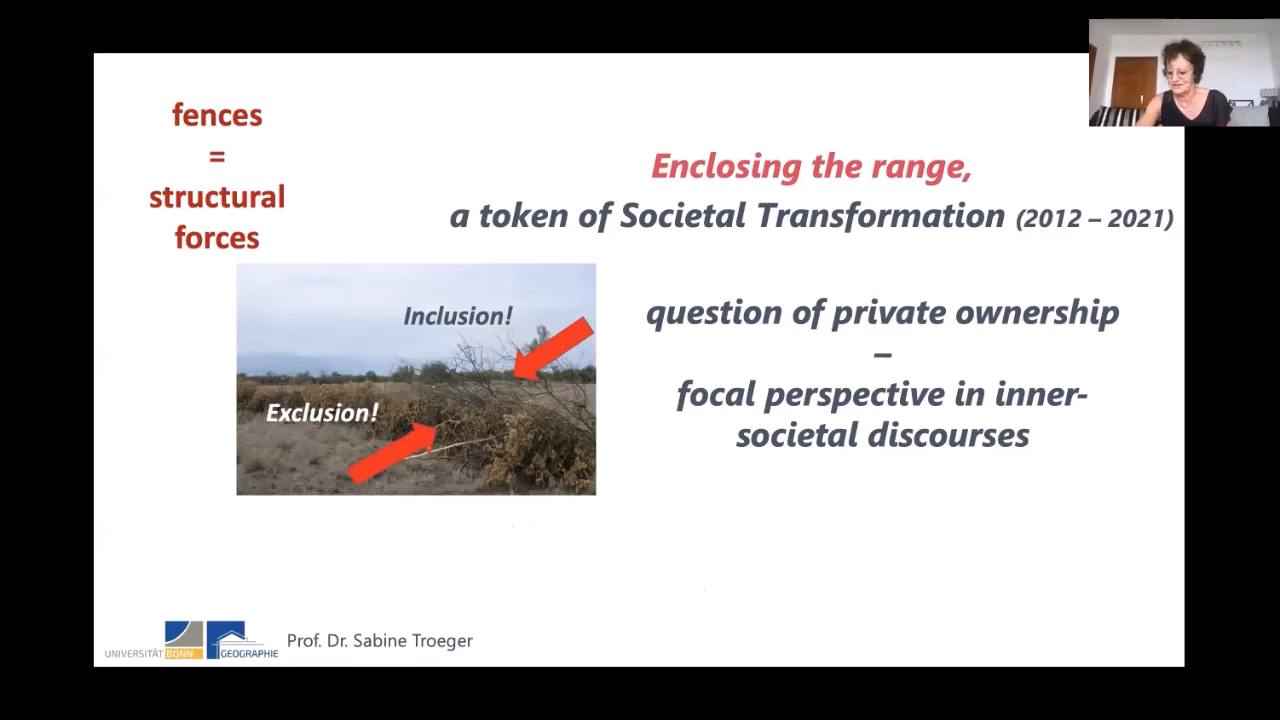 fences
=
structural
forces
Enclosing the range,
a token of Societal Transformation (2012 – 2021)
Inclusion!
Exclusion!
question of private ownership
–
focal perspective in inner-
societal discourses
UNIVERSITÄT BONN
GEOGRAPHIE
Prof. Dr. Sabine Troeger